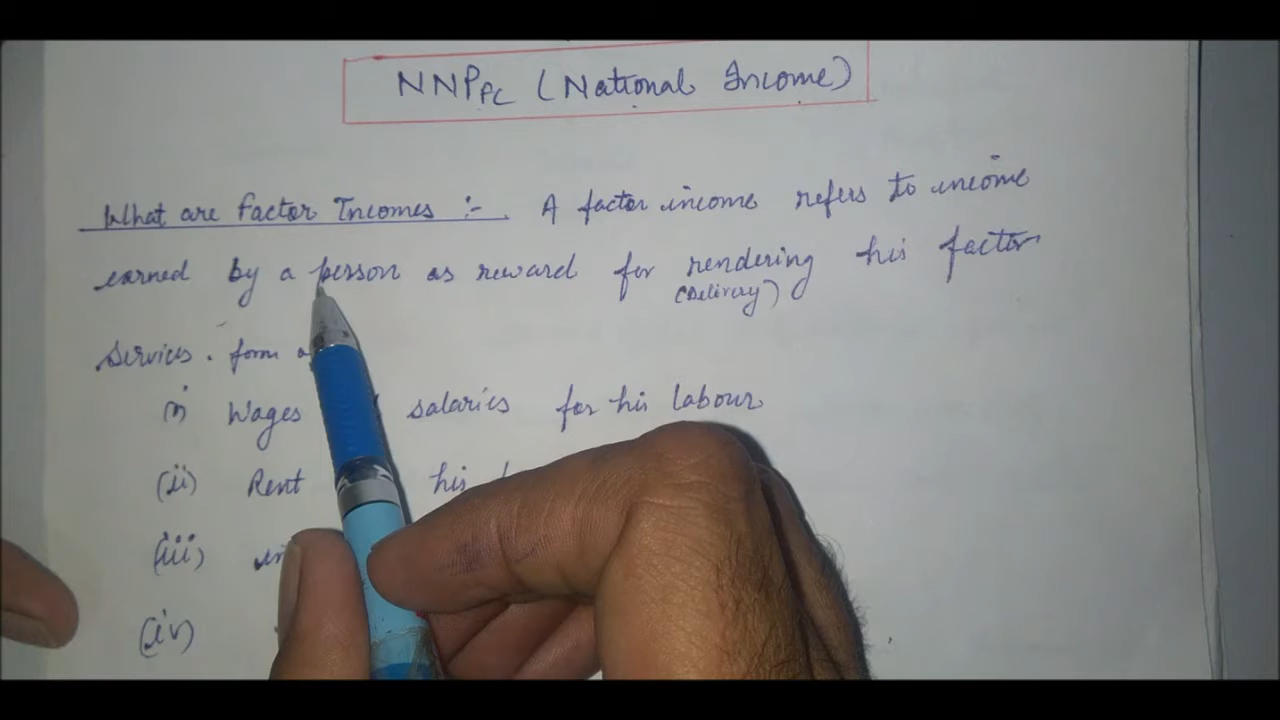 NNPFC (National Income)
What are Factor Incomes :- . A factor income refers to income
earned by a person as reward for rendering his factor
(Delivery)
Services . form
(i) Wages salaries for his labour
(ii) Rent his
(iii)
(iv)